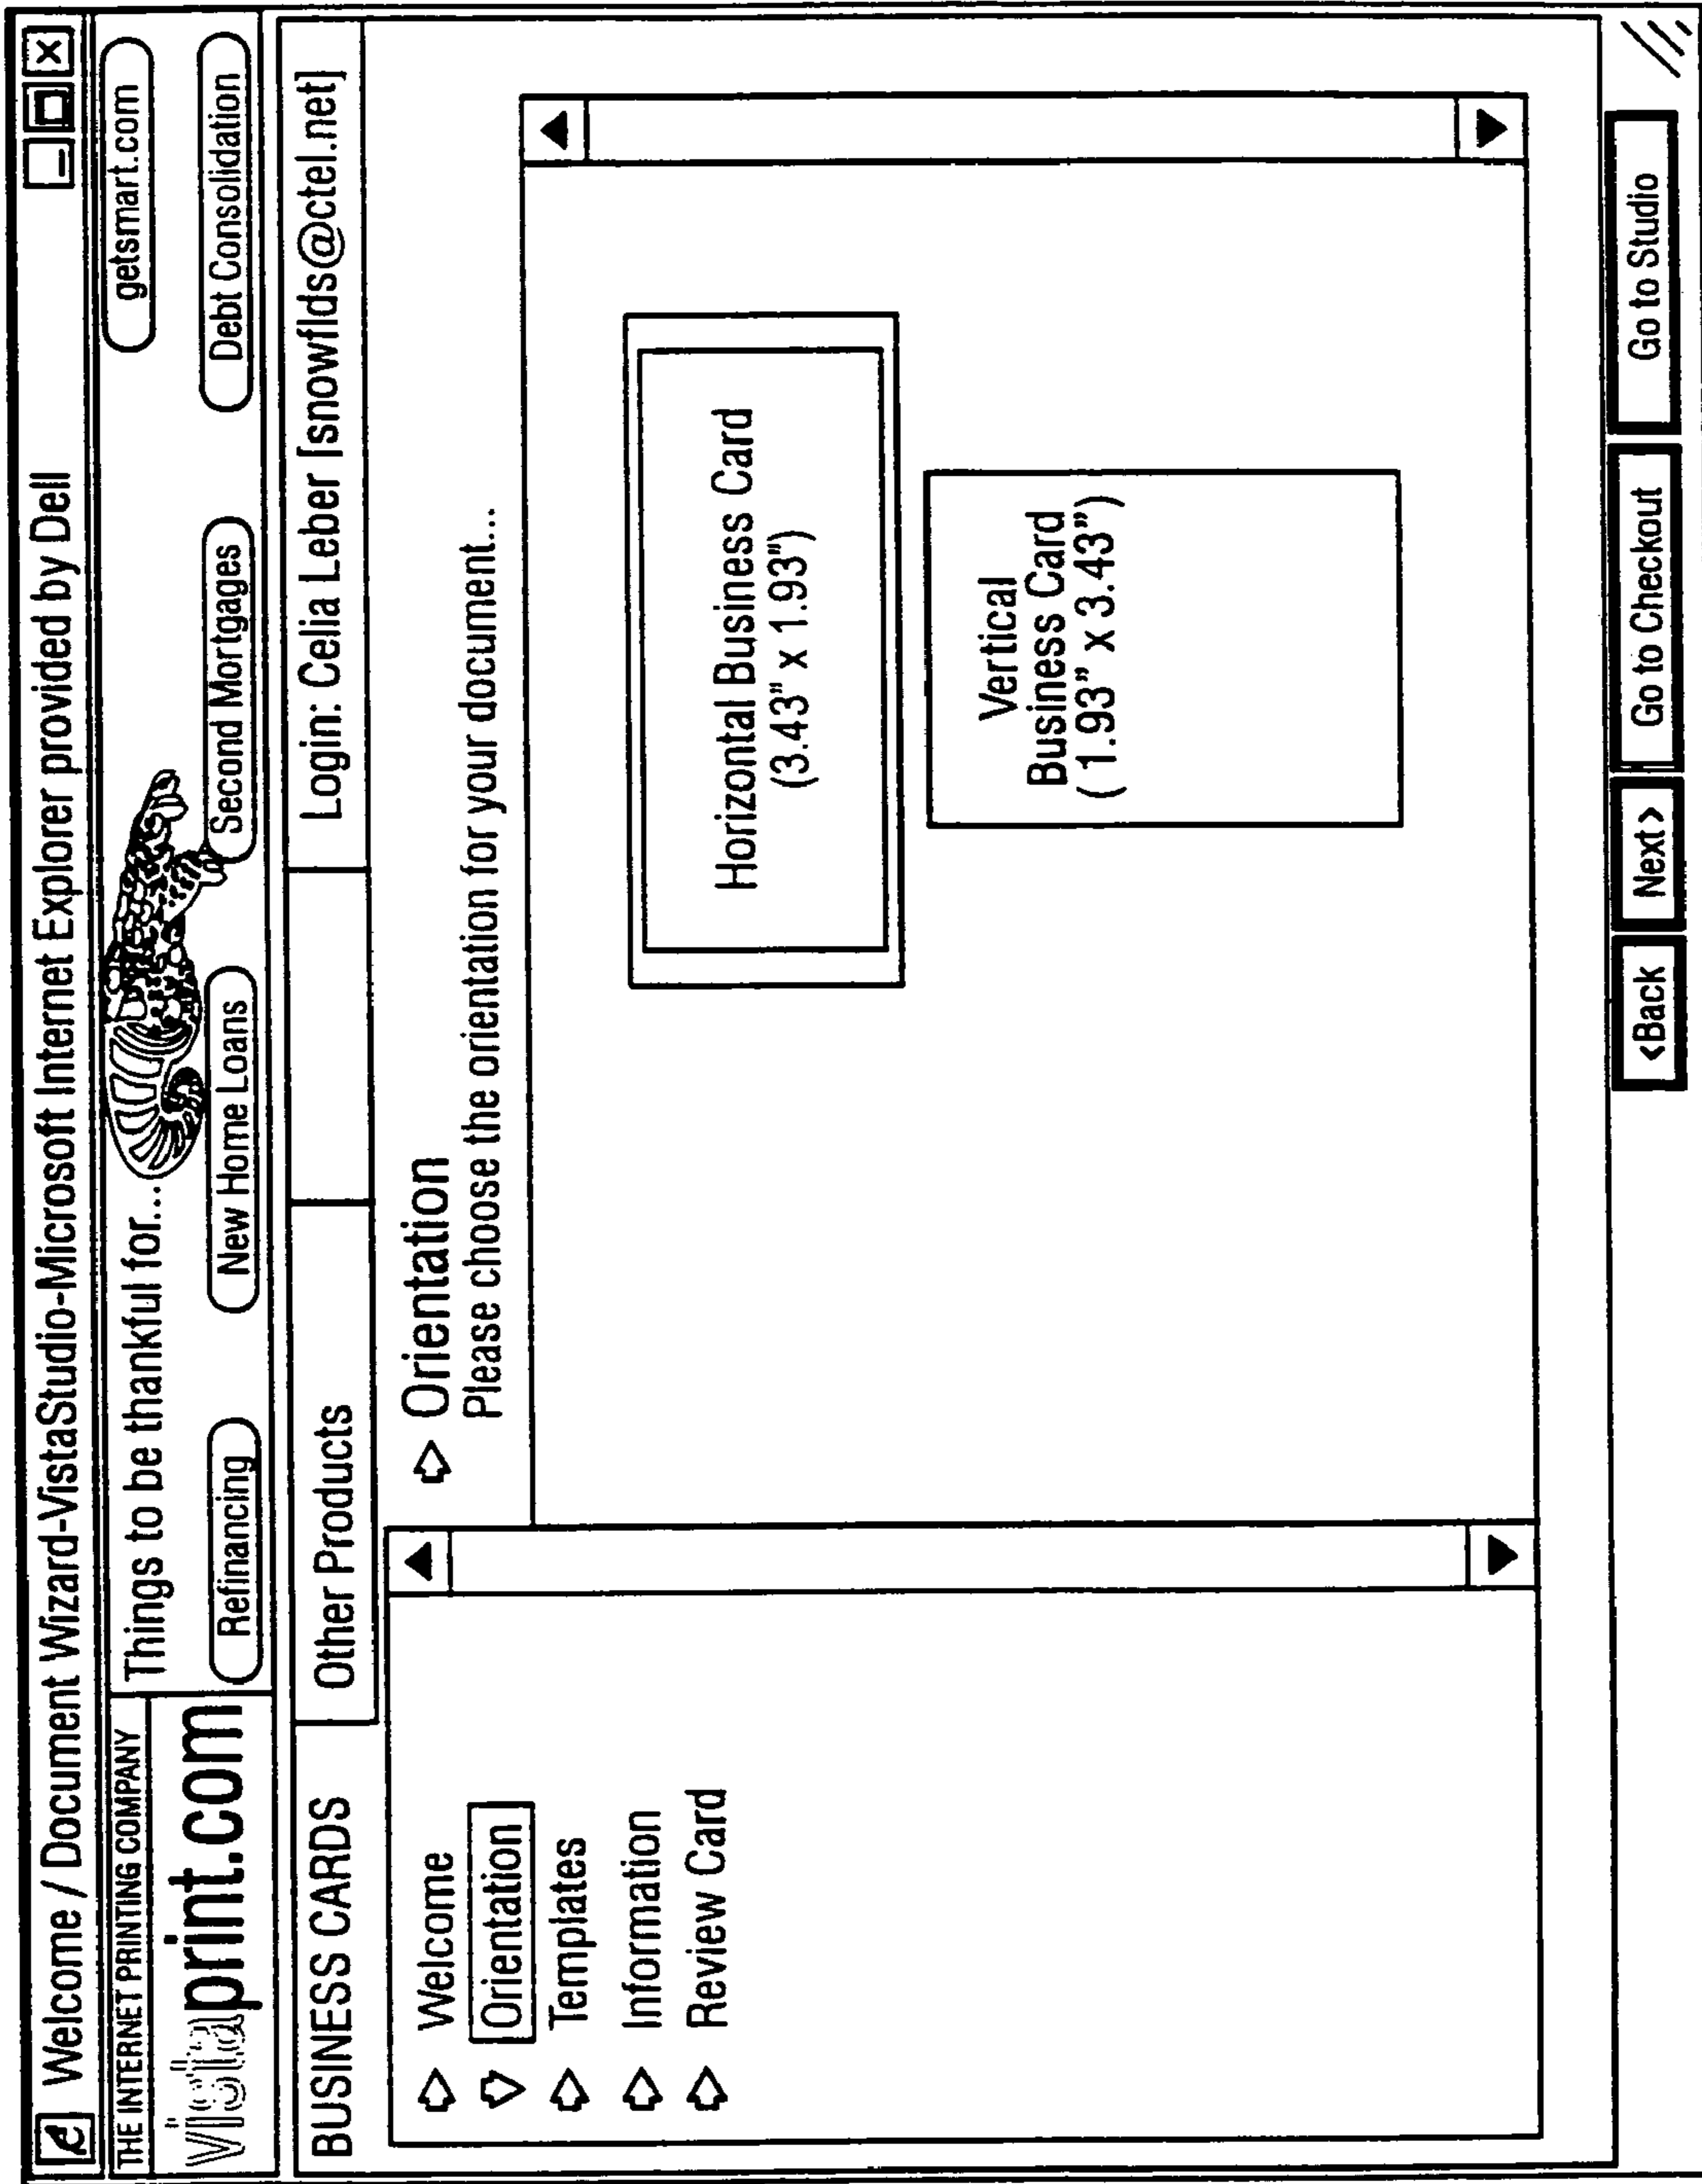 Welcome / Document Wizard-VistaStudio-Microsoft Internet Explorer provided by Dell
THE INTERNET PRINTING COMPANY
vistaprint.com
Things to be thankful for...
getsmart.com
Refinancing
New Home Loans
Second Mortgages
Debt Consolidation
BUSINESS CARDS
Other Products
Login: Celia Leber [snowflds@ctel.net]
Welcome
Orientation
Templates
Information
Review Card
Orientation
Please choose the orientation for your document...
Horizontal Business Card
(3.43" x 1.93")
Vertical
Business Card
( 1.93" x 3.43")
<Back
Next>
Go to Checkout
Go to Studio